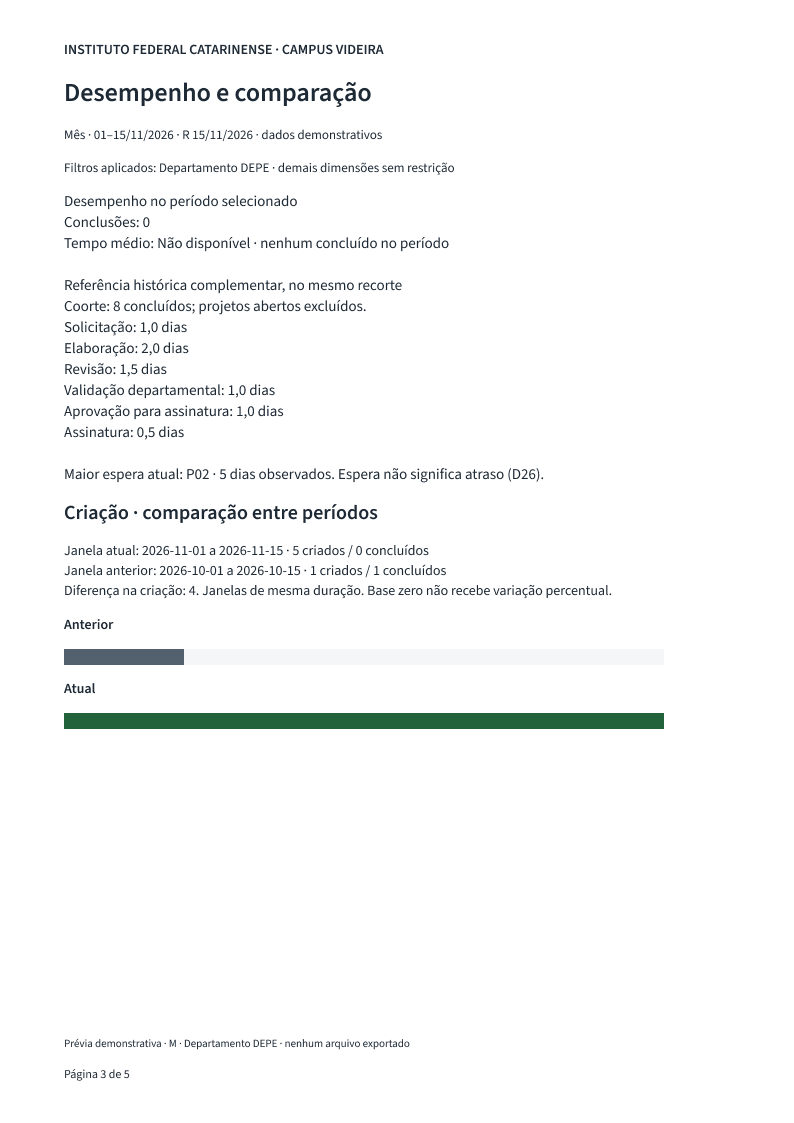 INSTITUTO FEDERAL CATARINENSE · CAMPUS VIDEIRA
Desempenho e comparação
Mês · 01–15/11/2026 · R 15/11/2026 · dados demonstrativos
Filtros aplicados: Departamento DEPE · demais dimensões sem restrição
Desempenho no período selecionado
Conclusões: 0
Tempo médio: Não disponível · nenhum concluído no período
Referência histórica complementar, no mesmo recorte
Coorte: 8 concluídos; projetos abertos excluídos.
Solicitação: 1,0 dias
Elaboração: 2,0 dias
Revisão: 1,5 dias
Validação departamental: 1,0 dias
Aprovação para assinatura: 1,0 dias
Assinatura: 0,5 dias
Maior espera atual: P02 · 5 dias observados. Espera não significa atraso (D26).
Criação · comparação entre períodos
Janela atual: 2026-11-01 a 2026-11-15 · 5 criados / 0 concluídos
Janela anterior: 2026-10-01 a 2026-10-15 · 1 criados / 1 concluídos
Diferença na criação: 4. Janelas de mesma duração. Base zero não recebe variação percentual.
Anterior
Atual
Prévia demonstrativa · M · Departamento DEPE · nenhum arquivo exportado
Página 3 de 5